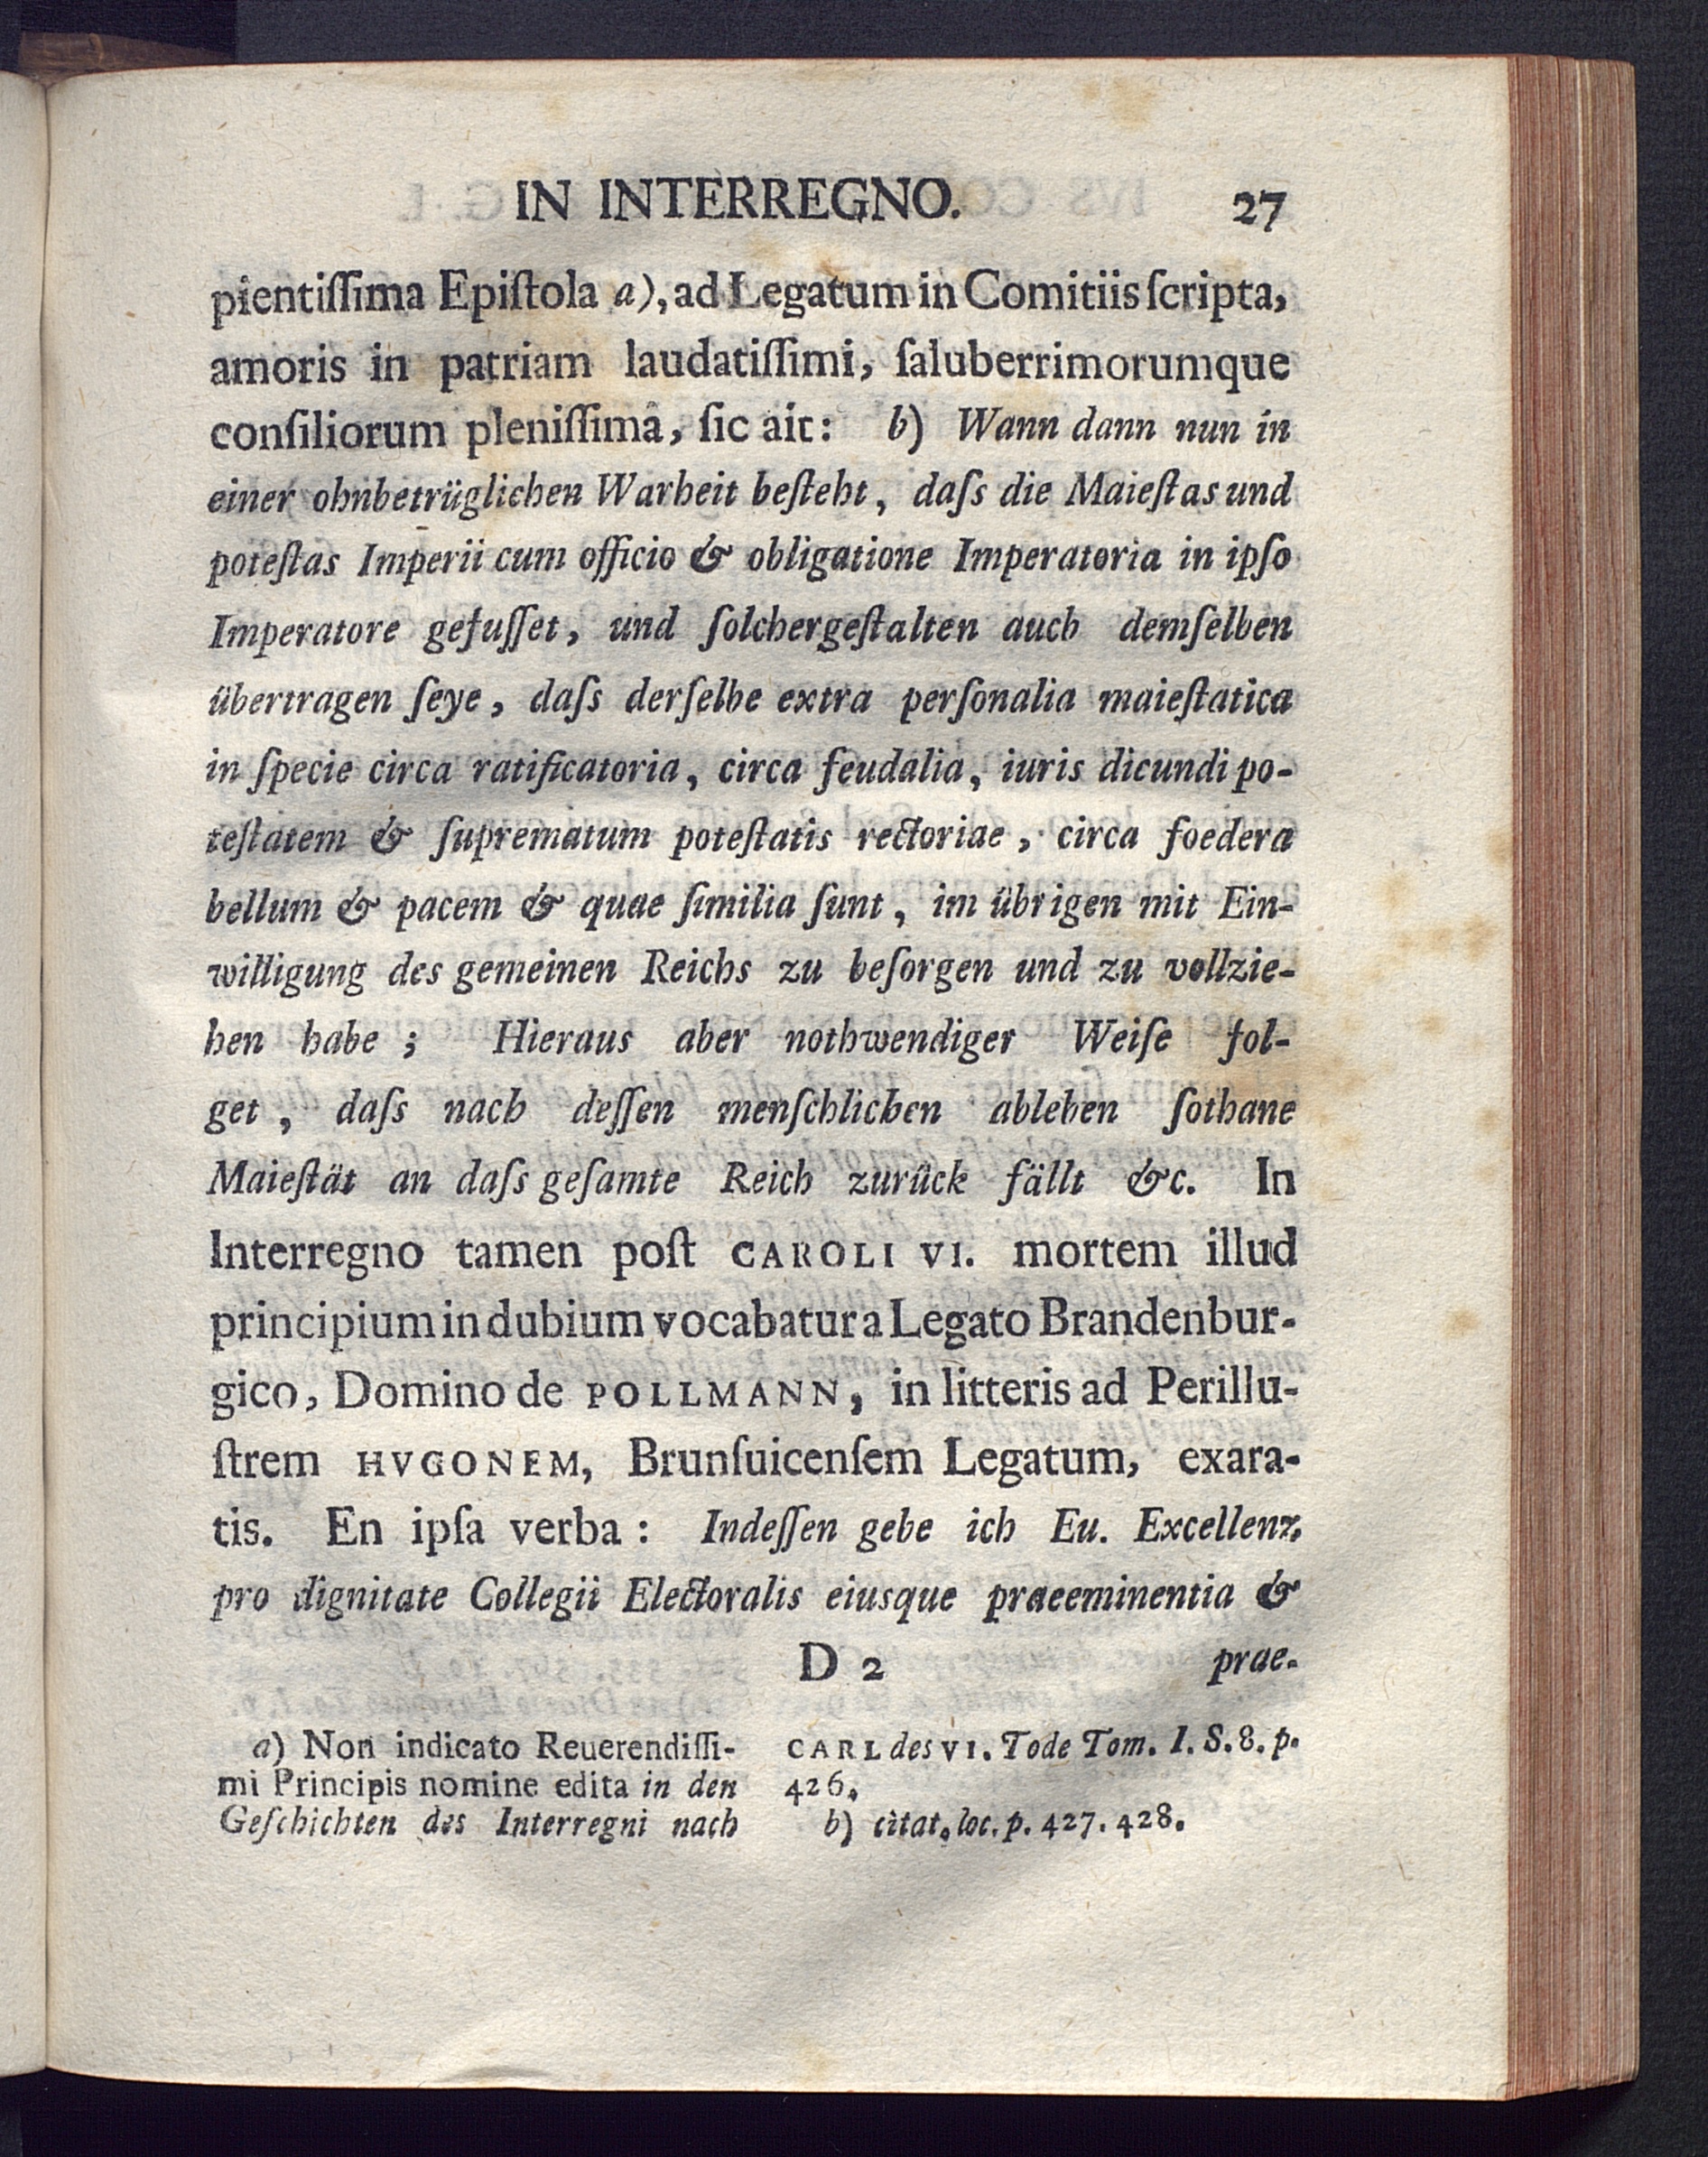 IN INTERREGNO. 27
pientiſſima Epiſtola a), ad Legatum in Comitiis ſcripta,
amoris in patriam laudatiſſimi, ſaluberrimorumque
conſiliorum pleniſſima, ſic ait: b) Wann dann nun in
einer ohnbetrüglichen Warheit beſteht, daſs die Maieſtas und
poteſtas Imperii cum officio & obligatione Imperatoria in ipſo
Imperatore gefuſſet, und ſolchergeſtalten auch demſelben
übertragen ſeye, daſs derſelbe extra perſonalia maieſtatica
in ſpecie circa ratificatoria, circa feudalia, iuris dicundi po-
teſtatem & ſuprematum poteſtatis rectoriae, circa foedera
bellum & pacem & quae ſimilia ſunt, im übrigen mit Ein-
willigung des gemeinen Reichs zu beſorgen und zu vollzie-
hen habe; Hieraus aber nothwendiger Weiſe fol-
get, daſs nach deſſen menſchlichen ableben ſothane
Maieſtät an daſs geſamte Reich zurück fällt &c. In
Interregno tamen poſt CAROLI VI. mortem illud
principium in dubium vocabatur a Legato Brandenbur-
gico, Domino de POLLMANN, in litteris ad Perillu-
ſtrem HVGONEM, Brunſuicenſem Legatum, exara-
tis. En ipſa verba: Indeſſen gebe ich Eu. Excellenz
pro dignitate Collegii Electoralis eiusque praeeminentia &
D 2 prae-
a) Non indicato Reuerendiſſi-
mi Principis nomine edita in den
Geſchichten des Interregni nach
CARL des VI. Tode Tom. I. S. 8. p.
426.
b) citat. loc. p. 427. 428.